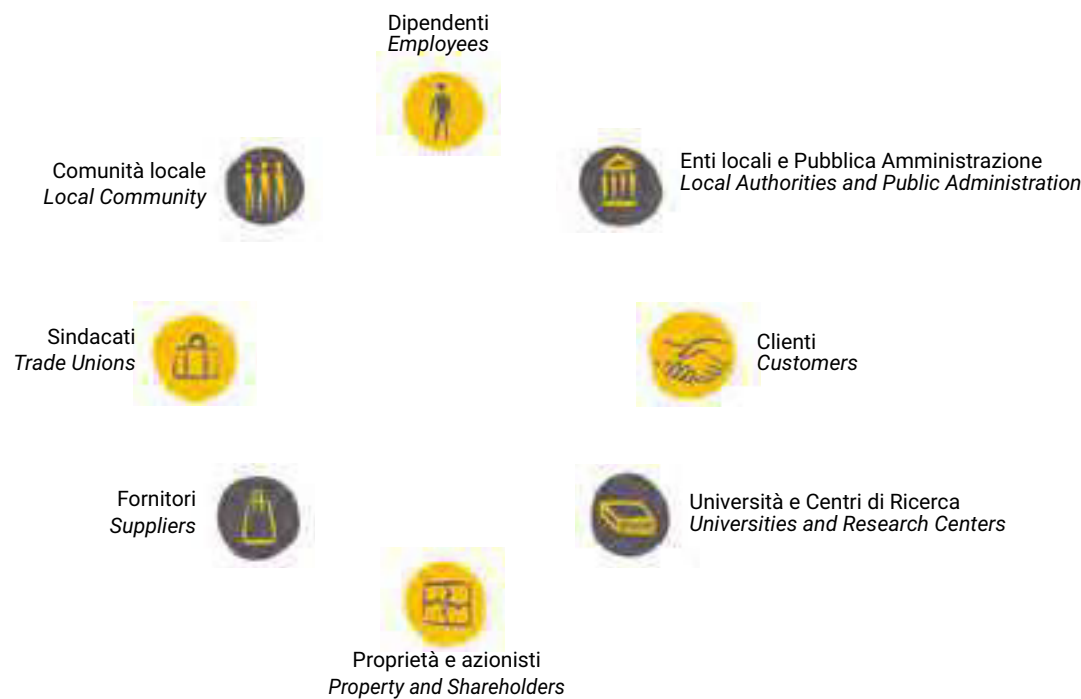 Dipendenti
Employees
Comunità locale
Local Community
Enti locali e Pubblica Amministrazione
Local Authorities and Public Administration
Sindacati
Trade Unions
Clienti
Customers
Fornitori
Suppliers
Università e Centri di Ricerca
Universities and Research Centers
Proprietà e azionisti
Property and Shareholders